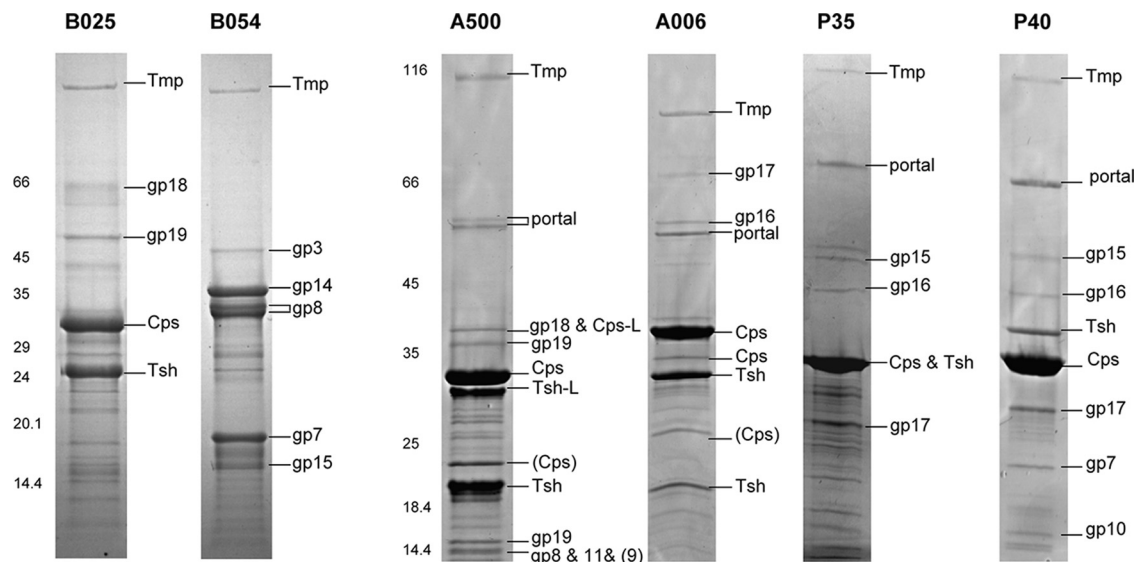 B025 B054 A500 A006 P35 P40
66
45
35
29
24
20.1
14.4
Tmp
gp18
gp19
Cps
Tsh
Tmp
gp3
gp14
gp8
gp7
gp15
116
66
45
35
25
18.4
14.4
Tmp
portal
gp18 & Cps-L
gp19
Cps
Tsh-L
(Cps)
Tsh
gp19
gp8 & 11& (9)
Tmp
gp17
gp16
portal
Cps
Cps
Tsh
(Cps)
Tsh
Tmp
portal
gp15
gp16
Cps & Tsh
gp17
Tmp
portal
gp15
gp16
Tsh
Cps
gp17
gp7
gp10